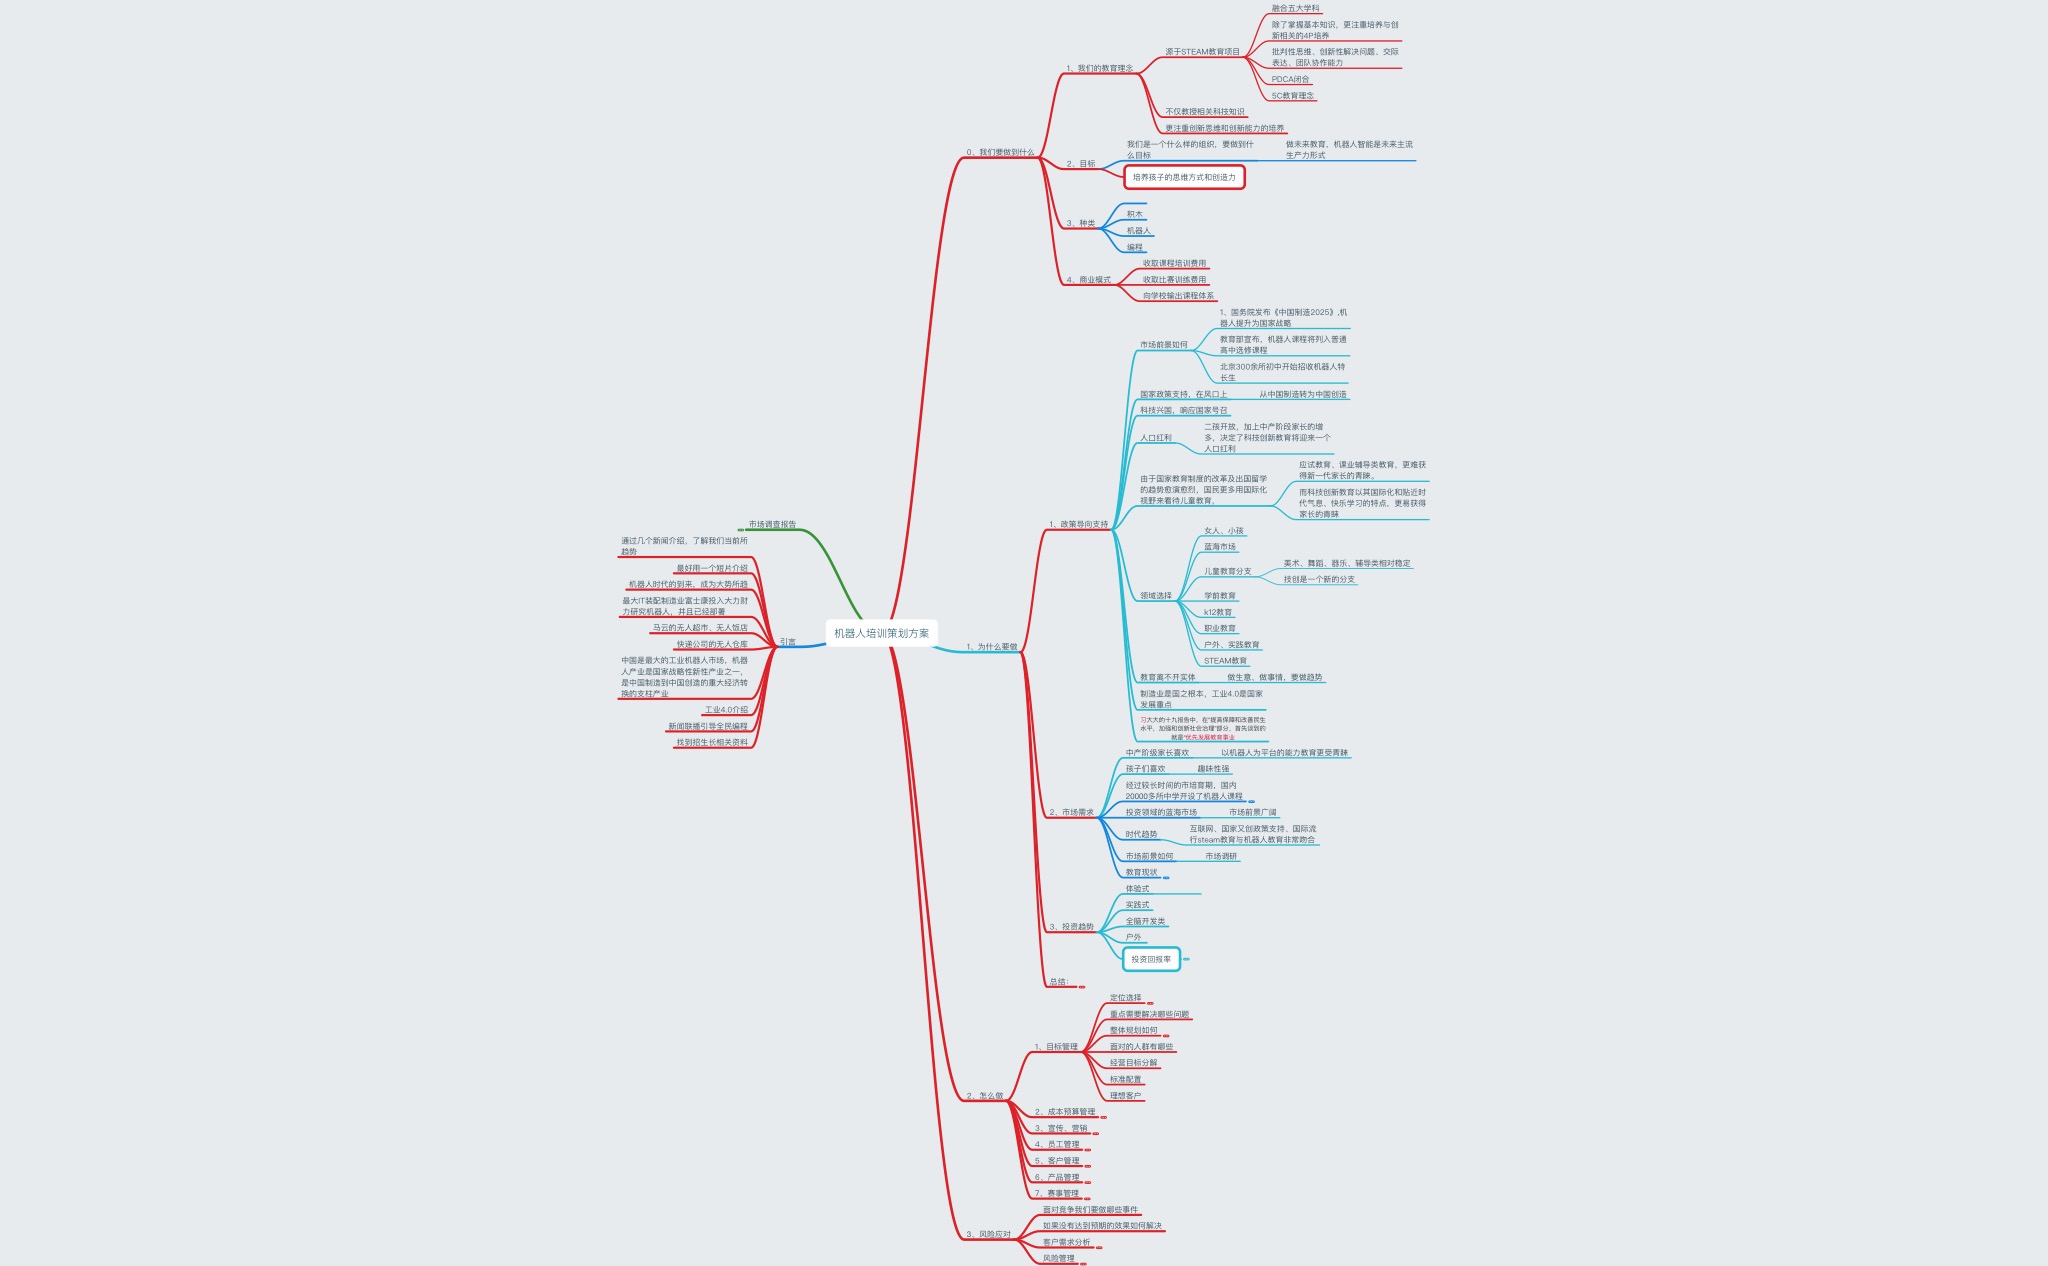 机器人培训策划方案
0、我们要做到什么
1、我们的教育理念
源于STEAM教育项目
融合五大学科
除了掌握基本知识，更注重培养与创
新相关的4P培养
批判性思维、创新性解决问题、交际
表达、团队协作能力
PDCA闭合
5C教育理念
不仅教授相关科技知识
更注重创新思维和创新能力的培养
2、目标
我们是一个什么样的组织，要做到什
么目标
做未来教育，机器人智能是未来主流
生产力形式
培养孩子的思维方式和创造力
3、种类
积木
机器人
编程
4、商业模式
收取课程培训费用
收取比赛训练费用
向学校输出课程体系
1、为什么要做
1、政策导向支持
市场前景如何
1、国务院发布《中国制造2025》,机
器人提升为国家战略
教育部宣布，机器人课程将列入普通
高中选修课程
北京300余所初中开始招收机器人特
长生
国家政策支持，在风口上
从中国制造转为中国创造
科技兴国，响应国家号召
人口红利
二孩开放，加上中产阶段家长的增
多，决定了科技创新教育将迎来一个
人口红利
由于国家教育制度的改革及出国留学
的趋势愈演愈烈，国民更多用国际化
视野来看待儿童教育。
应试教育、课业辅导类教育，更难获
得新一代家长的青睐。
而科技创新教育以其国际化和贴近时
代气息、快乐学习的特点，更易获得
家长的青睐
领域选择
女人、小孩
蓝海市场
儿童教育分支
美术、舞蹈、器乐、辅导类相对稳定
技创是一个新的分支
学前教育
k12教育
职业教育
户外、实践教育
STEAM教育
教育离不开实体
做生意、做事情，要做趋势
制造业是国之根本，工业4.0是国家
发展重点
习大大的十九报告中，在“提高保障和改善民生
水平，加强和创新社会治理”部分，首先谈到的
就是“优先发展教育事业
2、市场需求
中产阶级家长喜欢
以机器人为平台的能力教育更受青睐
孩子们喜欢
趣味性强
经过较长时间的市培育期，国内
20000多所中学开设了机器人课程
投资领域的蓝海市场
市场前景广阔
时代趋势
互联网、国家又创政策支持、国际流
行steam教育与机器人教育非常吻合
市场前景如何
市场调研
教育现状
3、投资趋势
体验式
实践式
全脑开发类
户外
投资回报率
总结：
2、怎么做
1、目标管理
定位选择
重点需要解决哪些问题
整体规划如何
面对的人群有哪些
经营目标分解
标准配置
理想客户
2、成本预算管理
3、宣传、营销
4、员工管理
5、客户管理
6、产品管理
7、赛事管理
3、风险应对
面对竞争我们要做哪些事件
如果没有达到预期的效果如何解决
客户需求分析
风险管理
市场调查报告
引言
通过几个新闻介绍，了解我们当前所
趋势
最好用一个短片介绍
机器人时代的到来，成为大势所趋
最大IT装配制造业富士康投入大力财
力研究机器人，并且已经部署
马云的无人超市、无人饭店
快递公司的无人仓库
中国是最大的工业机器人市场，机器
人产业是国家战略性新性产业之一，
是中国制造到中国创造的重大经济转
换的支柱产业
工业4.0介绍
新闻联播引导全民编程
找到招生长相关资料